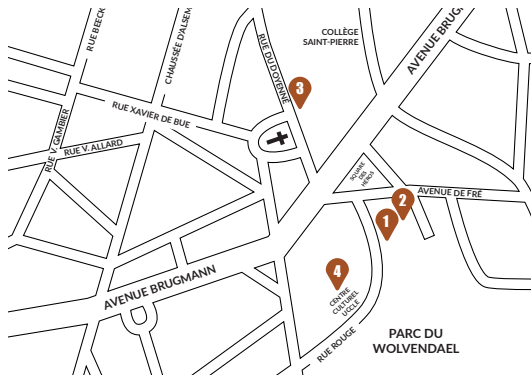 RUE BEECK
CHAUSSÉE D'ALSEM
RUE DU DOYENNÉ
COLLÈGE
SAINT-PIERRE
AVENUE BRUGM
3
RUE XAVIER DE BUE
RUE V. GAMBIER
RUE V. ALLARD
SQUARE
DES
HÉROS
AVENUE DE FRÉ
2
1
4
AVENUE BRUGMANN
CENTRE
CULTUREL
UCCLE
RUE ROUGE
PARC DU
WOLVENDAEL